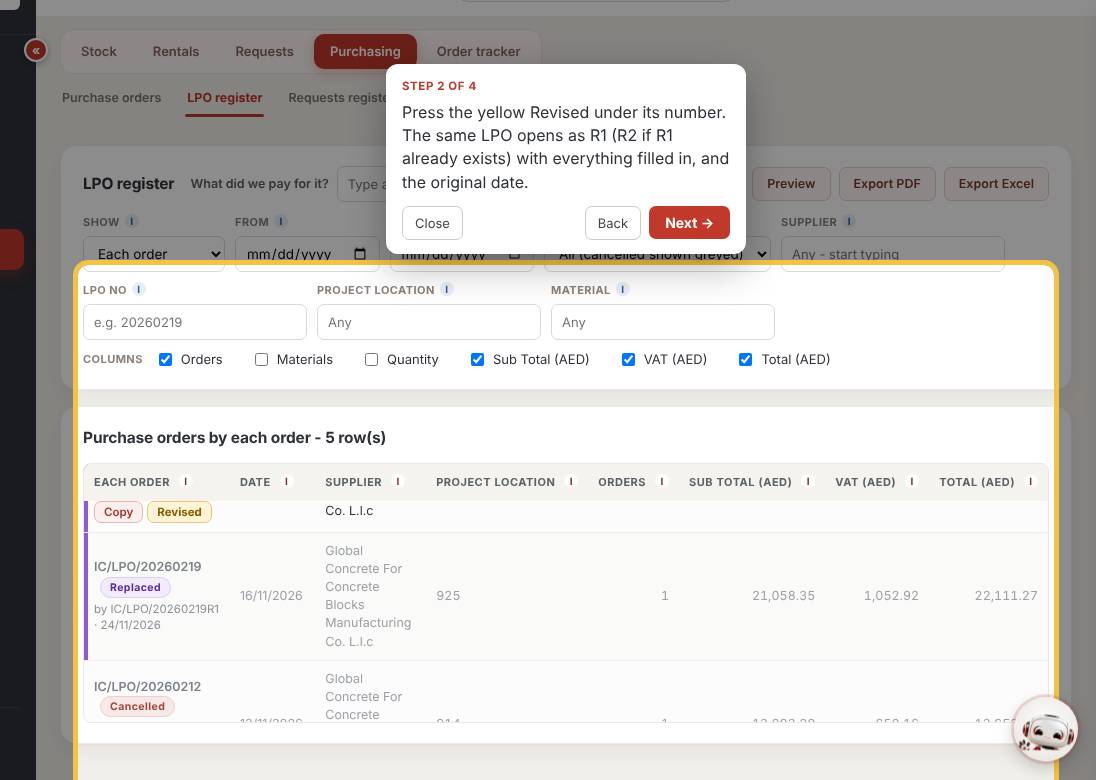 «
Stock Rentals Requests Purchasing Order tracker
Purchase orders LPO register Requests registe
STEP 2 OF 4
Press the yellow Revised under its number.
The same LPO opens as R1 (R2 if R1
already exists) with everything filled in, and
the original date.
Close Back Next →
LPO register What did we pay for it? Type a Preview Export PDF Export Excel
SHOW I FROM I SUPPLIER I
Each order mm/dd/yyyy mm/dd/yyyy All (cancelled shown greyed) Any - start typing
LPO NO I PROJECT LOCATION I MATERIAL I
e.g. 20260219 Any Any
COLUMNS Orders Materials Quantity Sub Total (AED) VAT (AED) Total (AED)
Purchase orders by each order - 5 row(s)
EACH ORDER I DATE I SUPPLIER I PROJECT LOCATION I ORDERS I SUB TOTAL (AED) I VAT (AED) I TOTAL (AED) I
Copy Revised Co. L.l.c
IC/LPO/20260219
Replaced
by IC/LPO/20260219R1
· 24/11/2026
16/11/2026
Global
Concrete For
Concrete
Blocks
Manufacturing
Co. L.l.c
925 1 21,058.35 1,052.92 22,111.27
IC/LPO/20260212
Cancelled
Global
Concrete For
Concrete